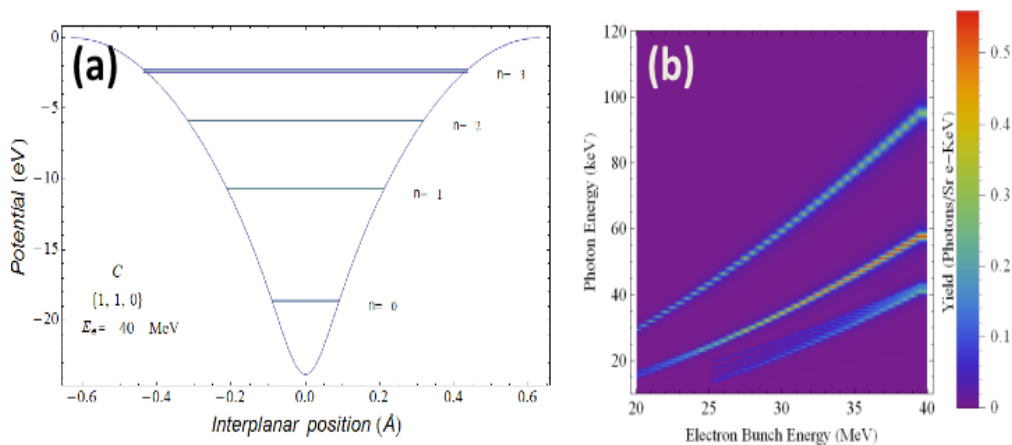 (a)
0
−5
−10
−15
−20
Potential (eV)
n= 3
n= 2
n= 1
n= 0
C
{1, 1, 0}
Ee= 40 MeV
−0.6 −0.4 −0.2 0.0 0.2 0.4 0.6
Interplanar position (Å)
(b)
120
100
80
60
40
20
Photon Energy (keV)
20 25 30 35 40
Electron Bunch Energy (MeV)
0.5
0.4
0.3
0.2
0.1
0
Yield (Photons/Sr e−KeV)